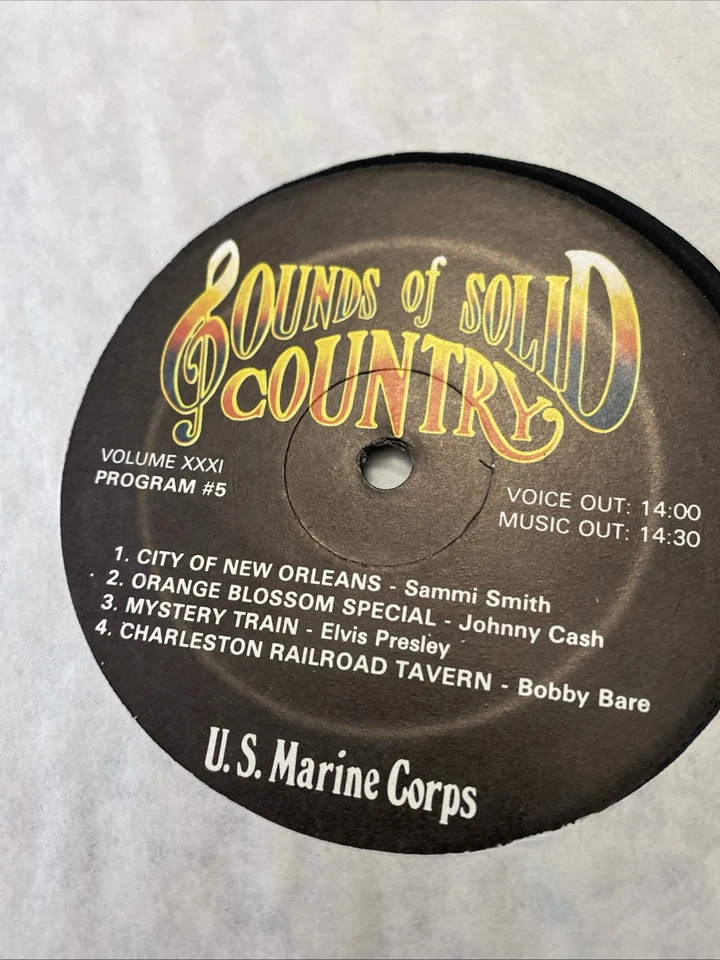 SOUNDS of SOLID
COUNTRY
VOLUME XXXI
PROGRAM #5
VOICE OUT: 14:00
MUSIC OUT: 14:30
1. CITY OF NEW ORLEANS - Sammi Smith
2. ORANGE BLOSSOM SPECIAL - Johnny Cash
3. MYSTERY TRAIN - Elvis Presley
4. CHARLESTON RAILROAD TAVERN - Bobby Bare
U.S. Marine Corps